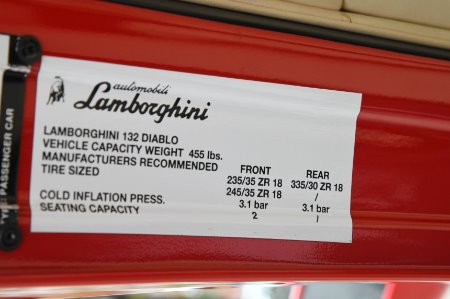 automobili
Lamborghini
LAMBORGHINI 132 DIABLO
VEHICLE CAPACITY WEIGHT 455 lbs.
MANUFACTURERS RECOMMENDED
TIRE SIZED
FRONT REAR
235/35 ZR 18 335/30 ZR 18
245/35 ZR 18 /
COLD INFLATION PRESS. 3.1 bar 3.1 bar
SEATING CAPACITY 2 /
TYPE PASSENGER CAR